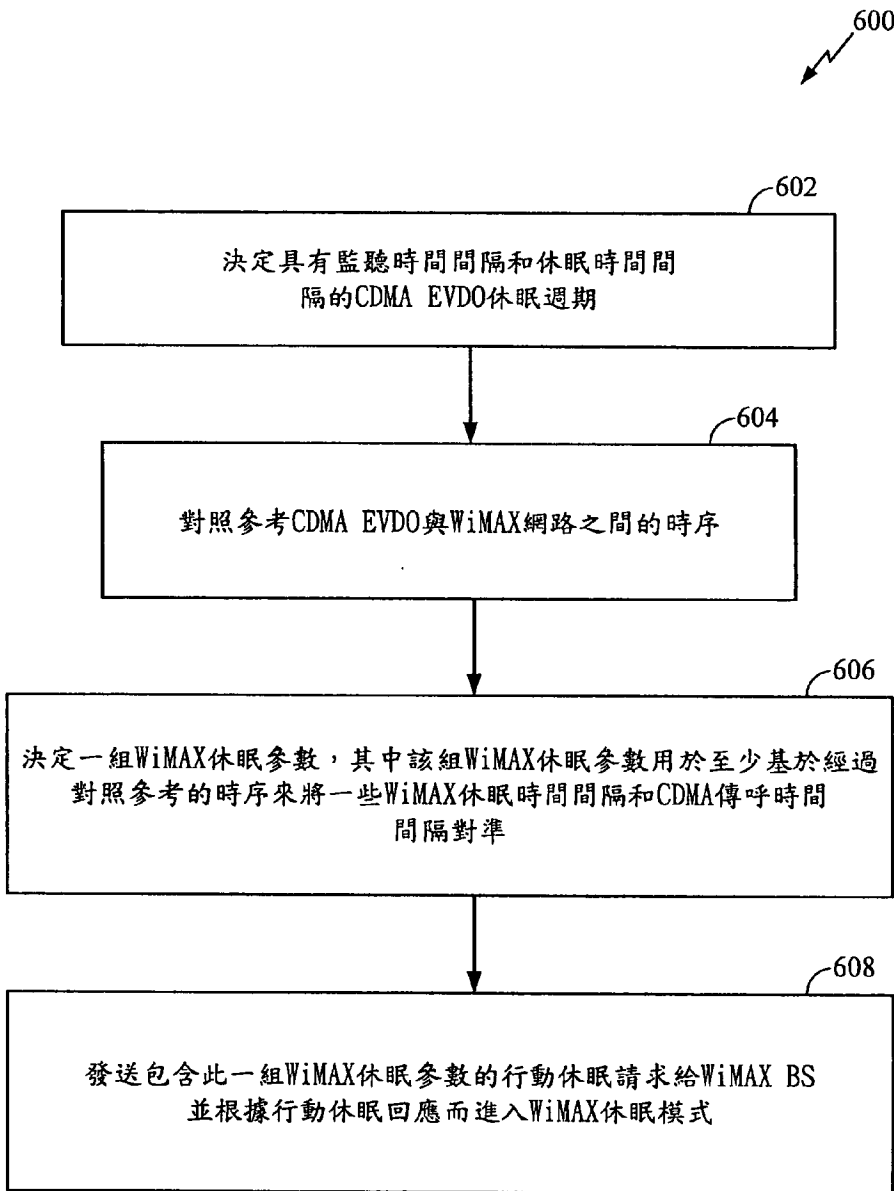 600
602
決定具有監聽時間間隔和休眠時間間
隔的CDMA EVDO休眠週期
604
對照參考CDMA EVDO與WiMAX網路之間的時序
606
決定一組WiMAX休眠參數，其中該組WiMAX休眠參數用於至少基於經過
對照參考的時序來將一些WiMAX休眠時間間隔和CDMA傳呼時間
間隔對準
608
發送包含此一組WiMAX休眠參數的行動休眠請求給WiMAX BS
並根據行動休眠回應而進入WiMAX休眠模式